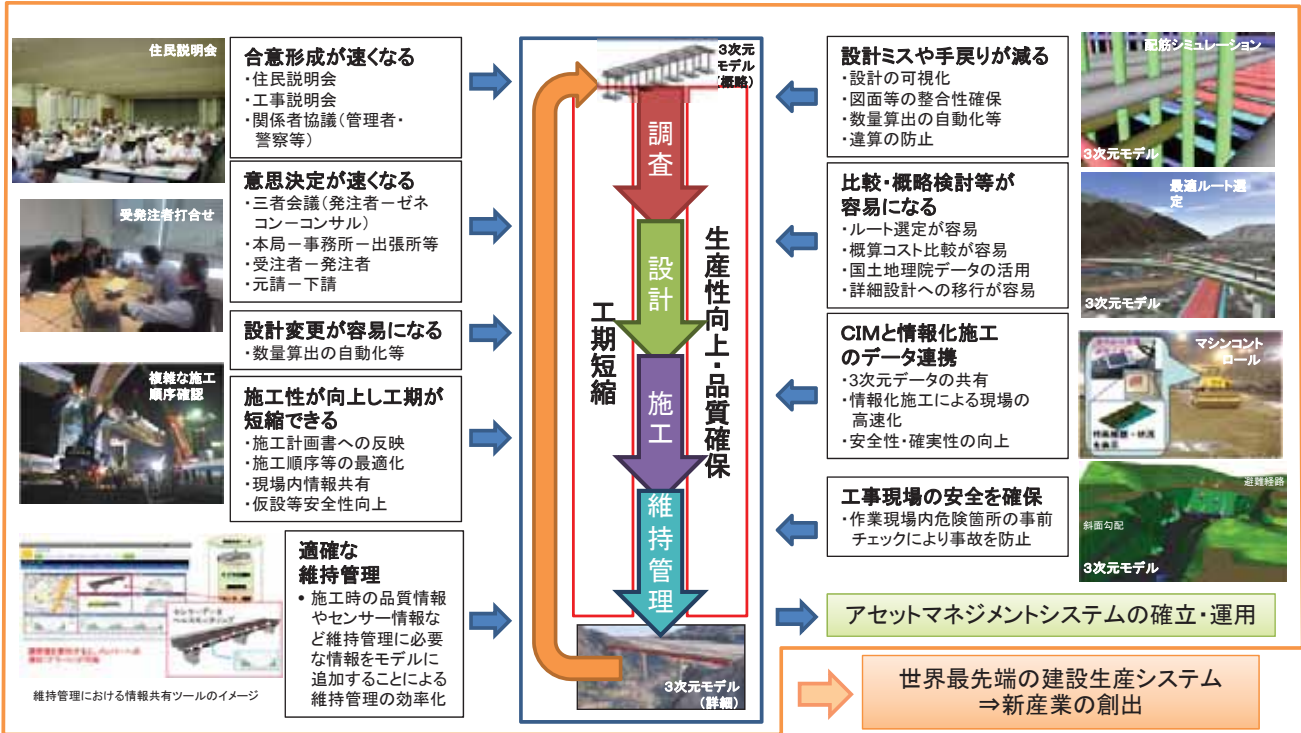 住民説明会
合意形成が速くなる
・住民説明会
・工事説明会
・関係者協議（管理者・
警察等）
受発注者打合せ
意思決定が速くなる
・三者会議（発注者－ゼネ
コン－コンサル）
・本局－事務所－出張所等
・受注者－発注者
・元請－下請
設計変更が容易になる
・数量算出の自動化等
複雑な施工
順序確認
施工性が向上し工期が
短縮できる
・施工計画書への反映
・施工順序等の最適化
・現場内情報共有
・仮設等安全性向上
維持管理における情報共有ツールのイメージ
適確な
維持管理
• 施工時の品質情報
やセンサー情報な
ど維持管理に必要
な情報をモデルに
追加することによる
維持管理の効率化
3次元
モデル
（概略）
調査
設計
施工
維持管理
工期短縮
生産性向上・品質確保
3次元モデル
（詳細）
設計ミスや手戻りが減る
・設計の可視化
・図面等の整合性確保
・数量算出の自動化等
・違算の防止
配筋シミュレーション
3次元モデル
比較・概略検討等が
容易になる
・ルート選定が容易
・概算コスト比較が容易
・国土地理院データの活用
・詳細設計への移行が容易
最適ルート選
定
3次元モデル
CIMと情報化施工
のデータ連携
・3次元データの共有
・情報化施工による現場の
高速化
・安全性・確実性の向上
マシンコント
ロール
工事現場の安全を確保
・作業現場内危険箇所の事前
チェックにより事故を防止
避難経路
斜面勾配
3次元モデル
アセットマネジメントシステムの確立・運用
世界最先端の建設生産システム
⇒新産業の創出